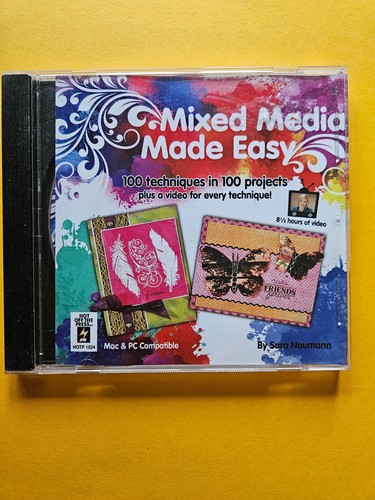 Mixed Media
Made Easy
100 techniques in 100 projects
plus a video for every technique!
8½ hours of video
FRIENDS
HOT
OFF THE
PRESS
HOTP 1524
Mac & PC Compatible
By Sara Naumann